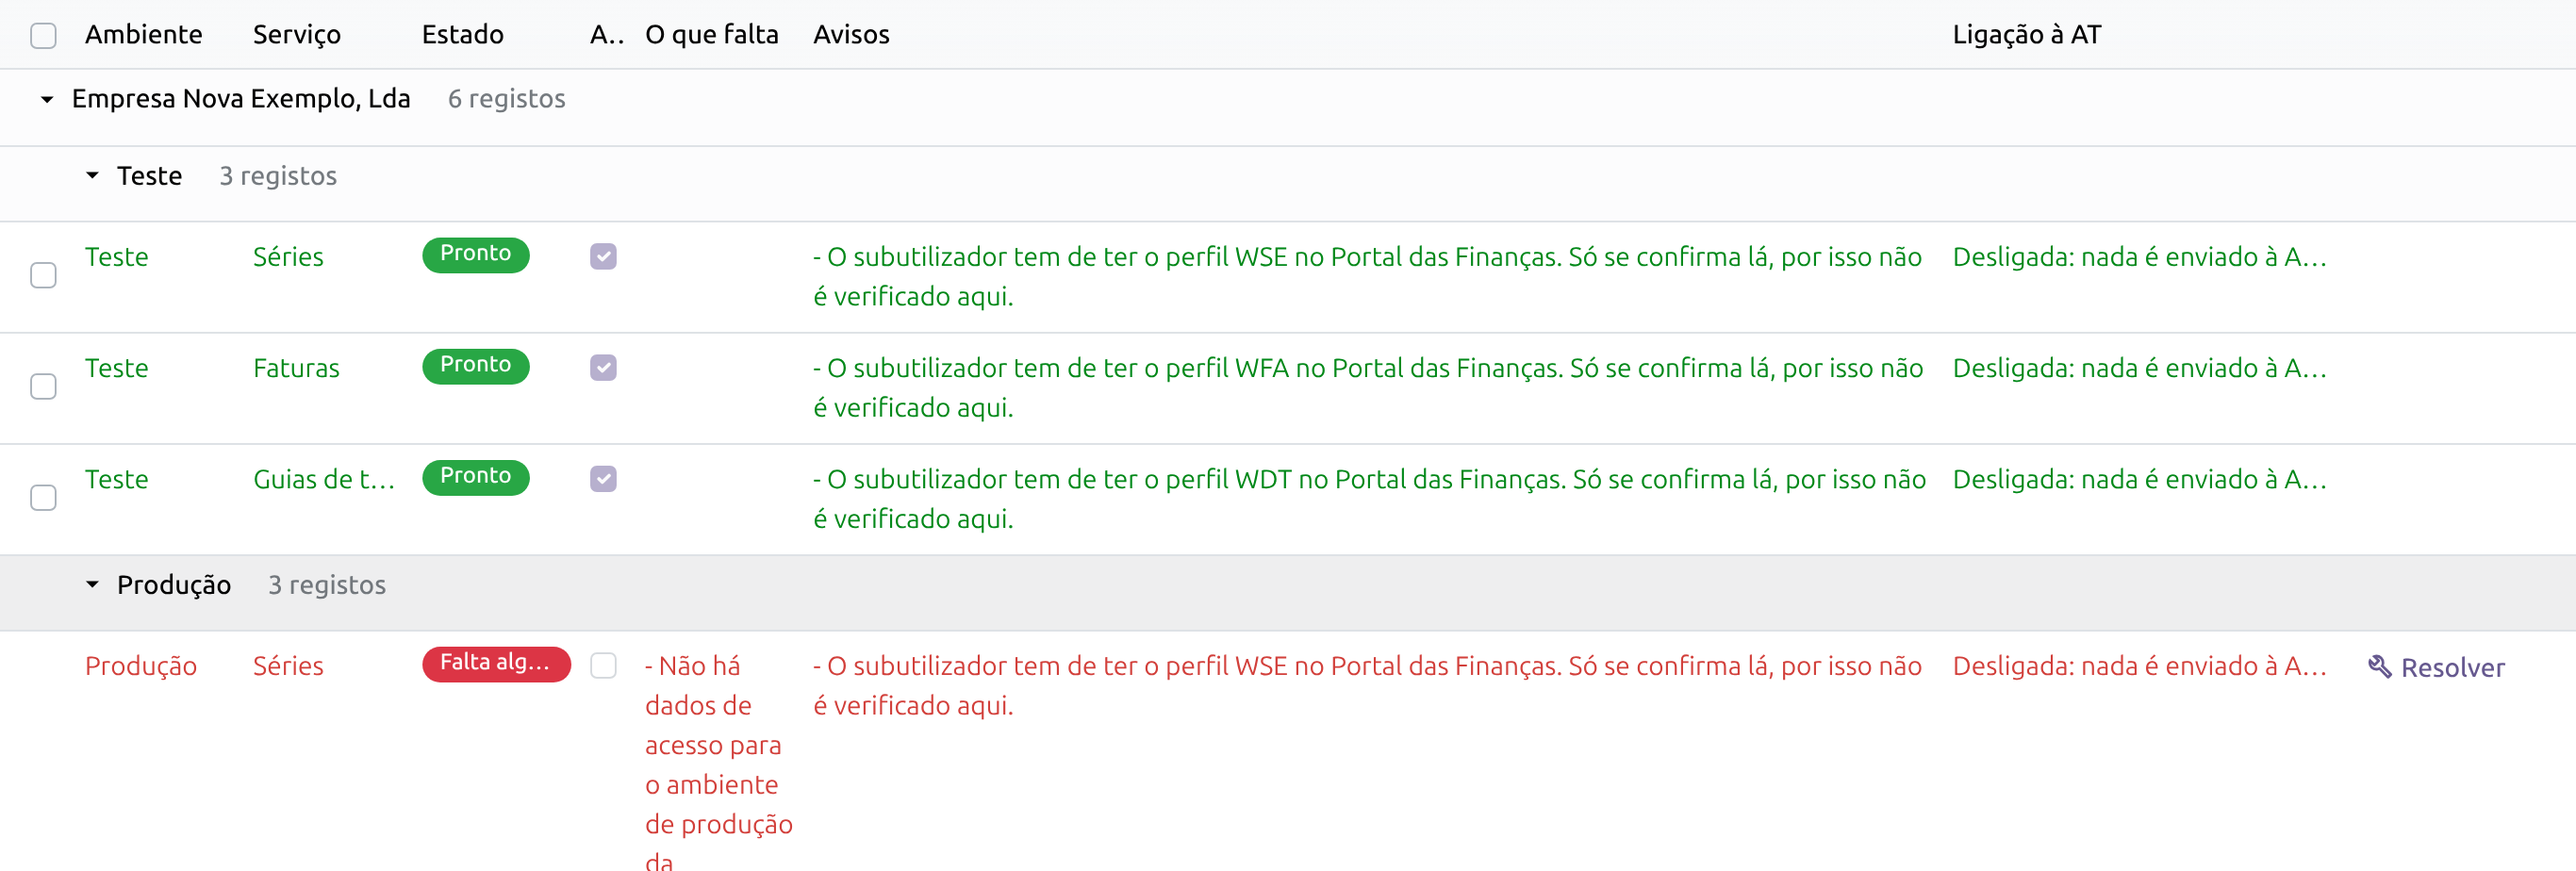 Ambiente Serviço Estado A.. O que falta Avisos Ligação à AT
Empresa Nova Exemplo, Lda 6 registos
Teste 3 registos
Teste Séries Pronto - O subutilizador tem de ter o perfil WSE no Portal das Finanças. Só se confirma lá, por isso não Desligada: nada é enviado à A...
é verificado aqui.
Teste Faturas Pronto - O subutilizador tem de ter o perfil WFA no Portal das Finanças. Só se confirma lá, por isso não Desligada: nada é enviado à A...
é verificado aqui.
Teste Guias de t... Pronto - O subutilizador tem de ter o perfil WDT no Portal das Finanças. Só se confirma lá, por isso não Desligada: nada é enviado à A...
é verificado aqui.
Produção 3 registos
Produção Séries Falta alg... - Não há - O subutilizador tem de ter o perfil WSE no Portal das Finanças. Só se confirma lá, por isso não Desligada: nada é enviado à A... Resolver
dados de é verificado aqui.
acesso para
o ambiente
de produção
da